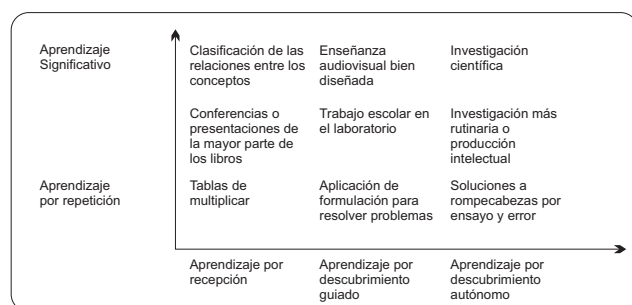 Aprendizaje
Significativo
Clasificación de las
relaciones entre los
conceptos
Enseñanza
audiovisual bien
diseñada
Investigación
científica
Conferencias o
presentaciones de
la mayor parte de
los libros
Trabajo escolar en
el laboratorio
Investigación más
rutinaria o
producción
intelectual
Aprendizaje
por repetición
Tablas de
multiplicar
Aplicación de
formulación para
resolver problemas
Soluciones a
rompecabezas por
ensayo y error
Aprendizaje por
recepción
Aprendizaje por
descubrimiento
guiado
Aprendizaje por
descubrimiento
autónomo